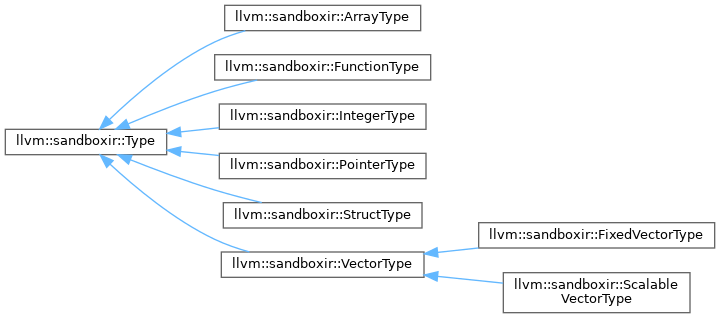 llvm::sandboxir::ArrayType
llvm::sandboxir::FunctionType
llvm::sandboxir::IntegerType
llvm::sandboxir::Type
llvm::sandboxir::PointerType
llvm::sandboxir::StructType
llvm::sandboxir::FixedVectorType
llvm::sandboxir::VectorType
llvm::sandboxir::Scalable
VectorType